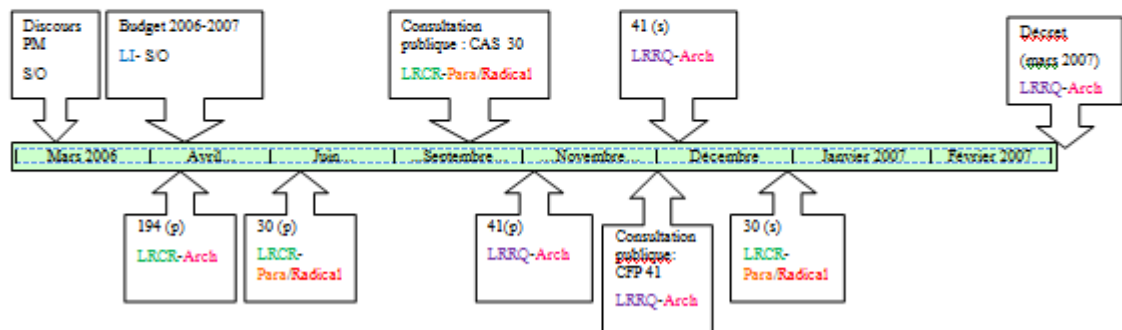 Discours
PM
S/O
Budget 2006-2007
LI- S/O
Consultation
publique : CAS 30
LRCR-Para/Radical
41 (s)
LRRQ-Arch
Décret
(mars 2007)
LRRQ-Arch
Mars 2006
Avril...
Juin...
...Septembre...
...Novembre...
Décembre
Janvier 2007
Février 2007
194 (p)
LRCR-Arch
30 (p)
LRCR-
Para/Radical
41(p)
LRRQ-Arch
Consultation
publique:
CFP 41
LRRQ-Arch
30 (s)
LRCR-
Para/Radical